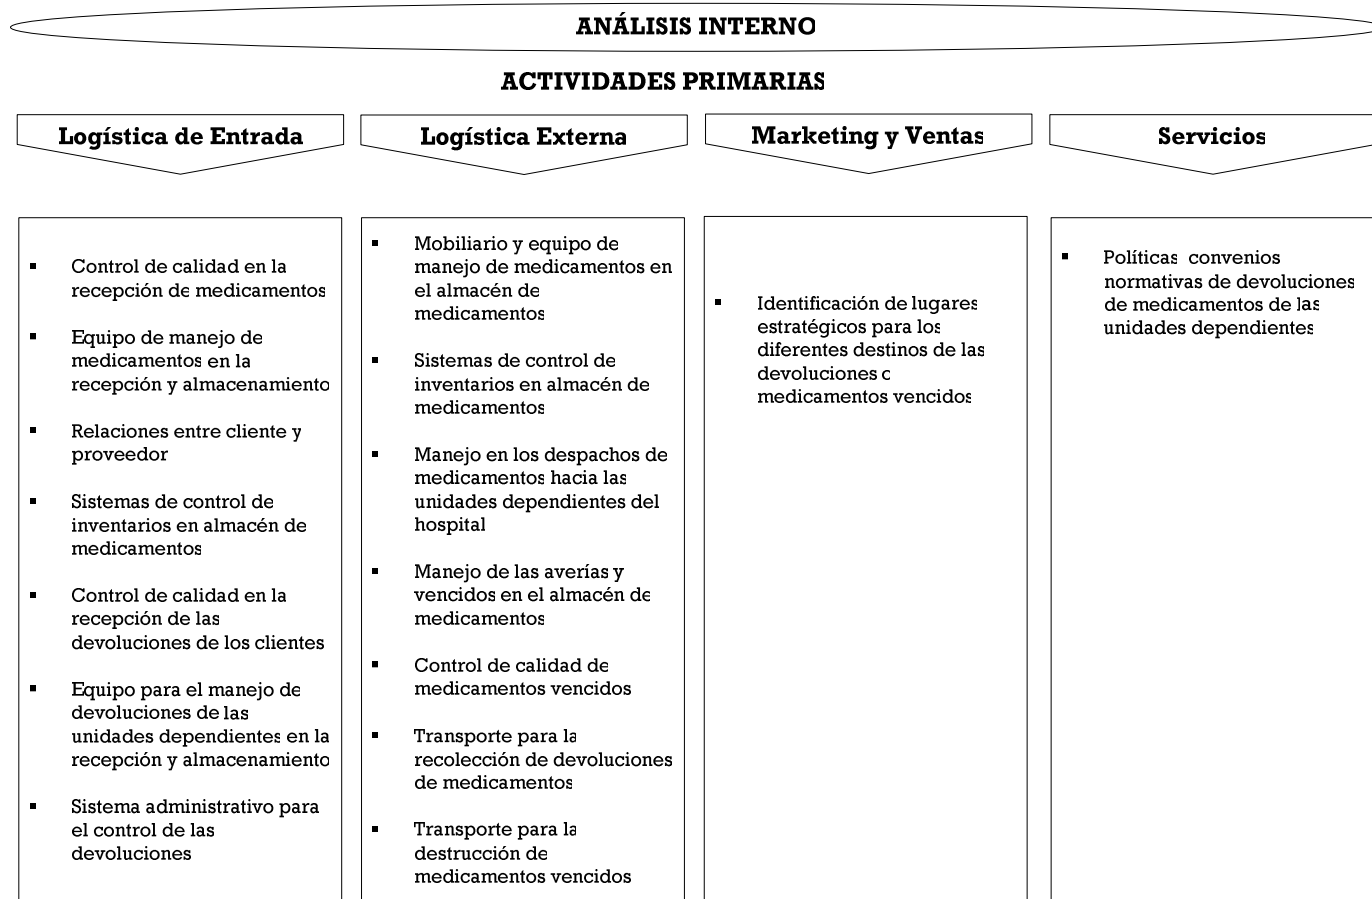 ANÁLISIS INTERNO
ACTIVIDADES PRIMARIAS
Logística de Entrada
Logística Externa
Marketing y Ventas
Servicios
▪ Control de calidad en la
recepción de medicamentos
▪ Equipo de manejo de
medicamentos en la
recepción y almacenamiento
▪ Relaciones entre cliente y
proveedor
▪ Sistemas de control de
inventarios en almacén de
medicamentos
▪ Control de calidad en la
recepción de las
devoluciones de los clientes
▪ Equipo para el manejo de
devoluciones de las
unidades dependientes en la
recepción y almacenamiento
▪ Sistema administrativo para
el control de las
devoluciones
▪ Mobiliario y equipo de
manejo de medicamentos en
el almacén de
medicamentos
▪ Sistemas de control de
inventarios en almacén de
medicamentos
▪ Manejo en los despachos de
medicamentos hacia las
unidades dependientes del
hospital
▪ Manejo de las averías y
vencidos en el almacén de
medicamentos
▪ Control de calidad de
medicamentos vencidos
▪ Transporte para la
recolección de devoluciones
de medicamentos
▪ Transporte para la
destrucción de
medicamentos vencidos
▪ Identificación de lugares
estratégicos para los
diferentes destinos de las
devoluciones o
medicamentos vencidos
▪ Políticas convenios
normativas de devoluciones
de medicamentos de las
unidades dependientes